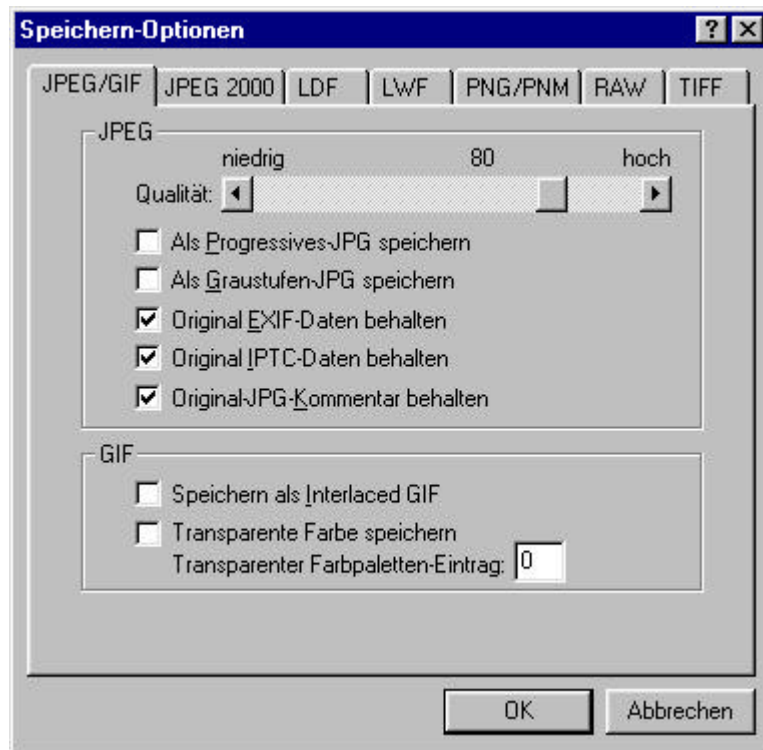 Speichern-Optionen
JPEG/GIF JPEG 2000 LDF LWF PNG/PNM RAW TIFF
JPEG
niedrig 80 hoch
Qualität:
Als Progressives-JPG speichern
Als Graustufen-JPG speichern
Original EXIF-Daten behalten
Original IPTC-Daten behalten
Original-JPG-Kommentar behalten
GIF
Speichern als Interlaced GIF
Transparente Farbe speichern
Transparenter Farbpaletten-Eintrag: 0
OK Abbrechen